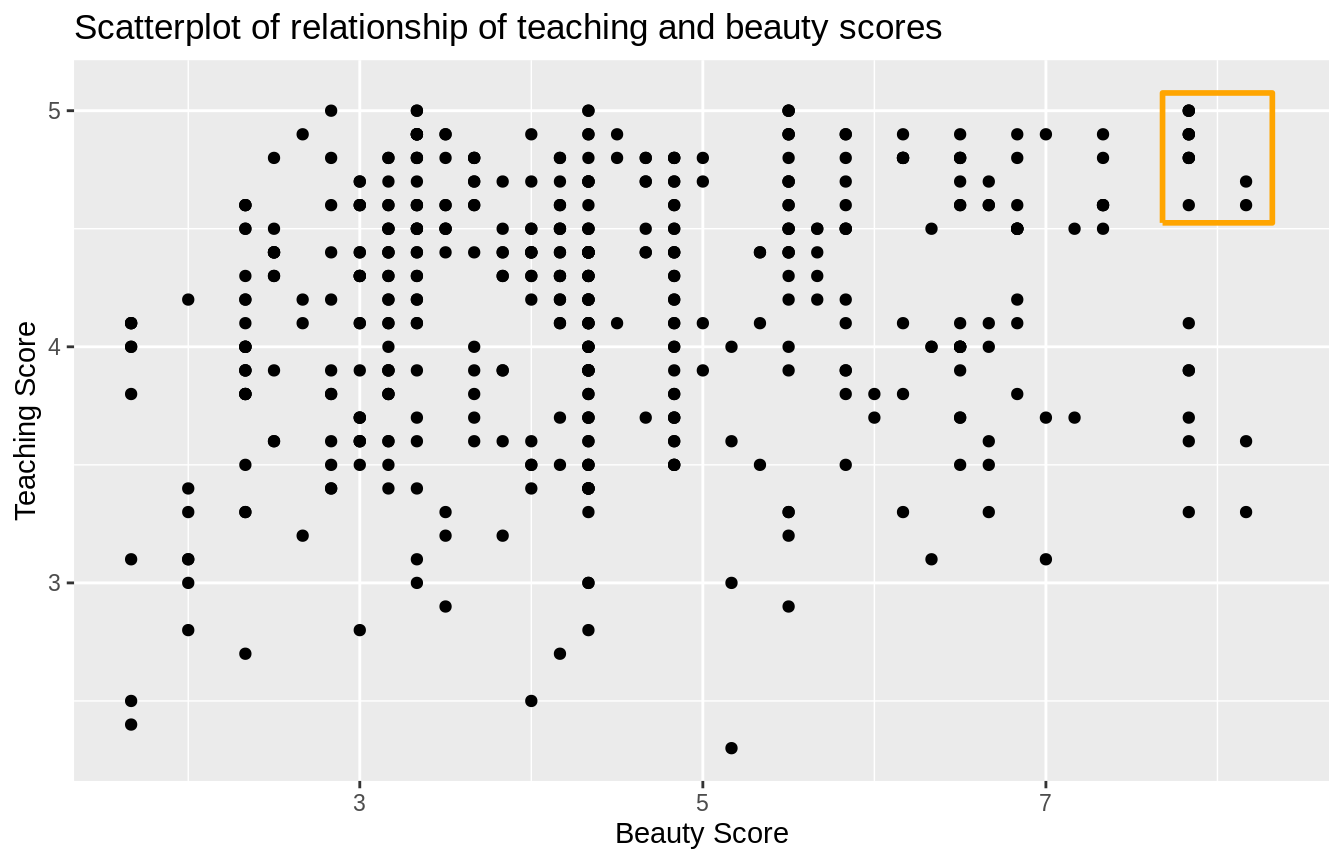 Scatterplot of relationship of teaching and beauty scores
5
4
3
Teaching Score
3 5 7
Beauty Score